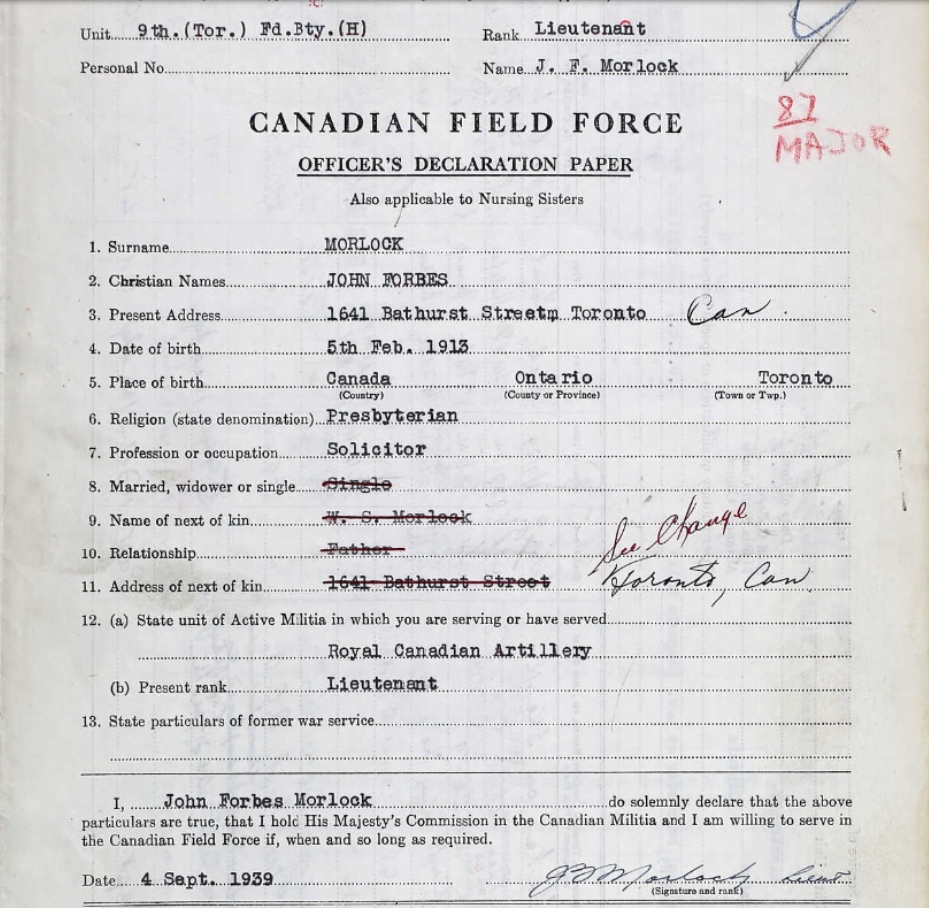 Unit 9th.(Tor.) Fd.Bty.(H) Rank Lieutenant
Personal No. Name J. F. Morlock
87
MAJOR
CANADIAN FIELD FORCE
OFFICER'S DECLARATION PAPER
Also applicable to Nursing Sisters
1. Surname MORLOCK
2. Christian Names JOHN FORBES
3. Present Address 1641 Bathurst Streetm Toronto Can.
4. Date of birth 5th Feb. 1913
5. Place of birth Canada Ontario Toronto
(Country) (County or Province) (Town or Twp.)
6. Religion (state denomination) Presbyterian
7. Profession or occupation Solicitor
8. Married, widower or single Single
9. Name of next of kin W. S. Morlock
See Change
10. Relationship Father
11. Address of next of kin 1641 Bathurst Street Toronto, Can
12. (a) State unit of Active Militia in which you are serving or have served
Royal Canadian Artillery
(b) Present rank Lieutenant
13. State particulars of former war service
I, John Forbes Morlock do solemnly declare that the above
particulars are true, that I hold His Majesty's Commission in the Canadian Militia and I am willing to serve in
the Canadian Field Force if, when and so long as required.
Date 4 Sept. 1939 J F Morlock Lieut
(Signature and rank)